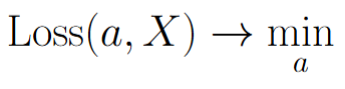 Loss(a, X) → min
a